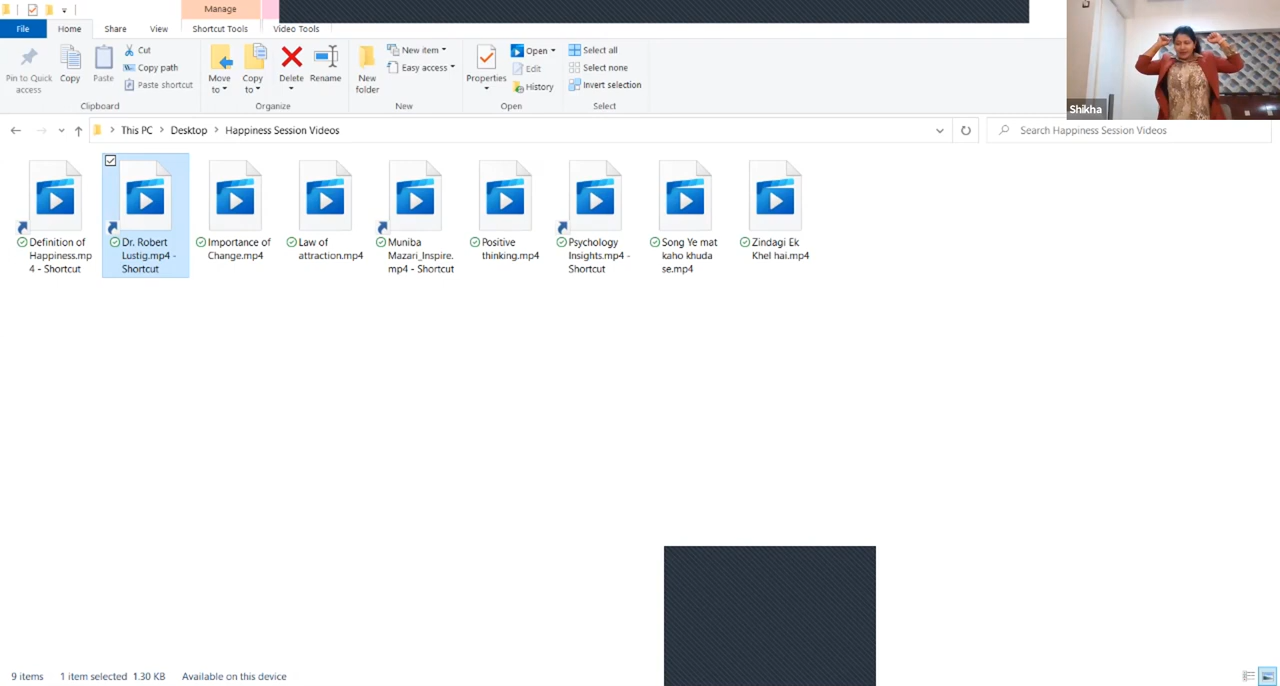 Manage
File
Home
Share
View
Shortcut Tools
Video Tools
Pin to Quick
access
Copy
Paste
Cut
Copy path
Paste shortcut
Clipboard
Move
to
Copy
to
Delete
Rename
Organize
New
folder
New item
Easy access
New
Properties
Open
Edit
History
Open
Select all
Select none
Invert selection
Select
Shikha
This PC
Desktop
Happiness Session Videos
Search Happiness Session Videos
Definition of
Happiness.mp
4 - Shortcut
Dr. Robert
Lustig.mp4 -
Shortcut
Importance of
Change.mp4
Law of
attraction.mp4
Muniba
Mazari_Inspire.
mp4 - Shortcut
Positive
thinking.mp4
Psychology
Insights.mp4 -
Shortcut
Song Ye mat
kaho khuda
se.mp4
Zindagi Ek
Khel hai.mp4
9 items
1 item selected 1.30 KB
Available on this device